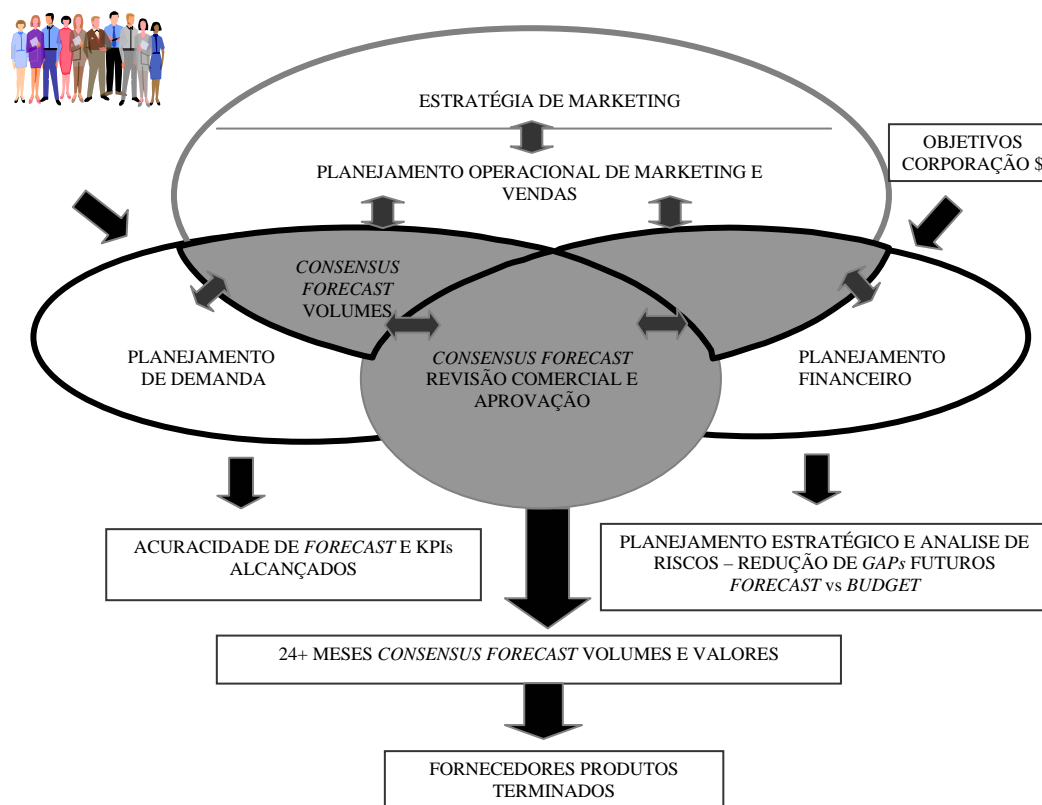 ESTRATÉGIA DE MARKETING
OBJETIVOS
CORPORAÇÃO $
PLANEJAMENTO OPERACIONAL DE MARKETING E
VENDAS
CONSENSUS
FORECAST
VOLUMES
PLANEJAMENTO
DE DEMANDA
CONSENSUS FORECAST
REVISÃO COMERCIAL E
APROVAÇÃO
PLANEJAMENTO
FINANCEIRO
ACURACIDADE DE FORECAST E KPIs
ALCANÇADOS
PLANEJAMENTO ESTRATÉGICO E ANALISE DE
RISCOS – REDUÇÃO DE GAPs FUTUROS
FORECAST vs BUDGET
24+ MESES CONSENSUS FORECAST VOLUMES E VALORES
FORNECEDORES PRODUTOS
TERMINADOS